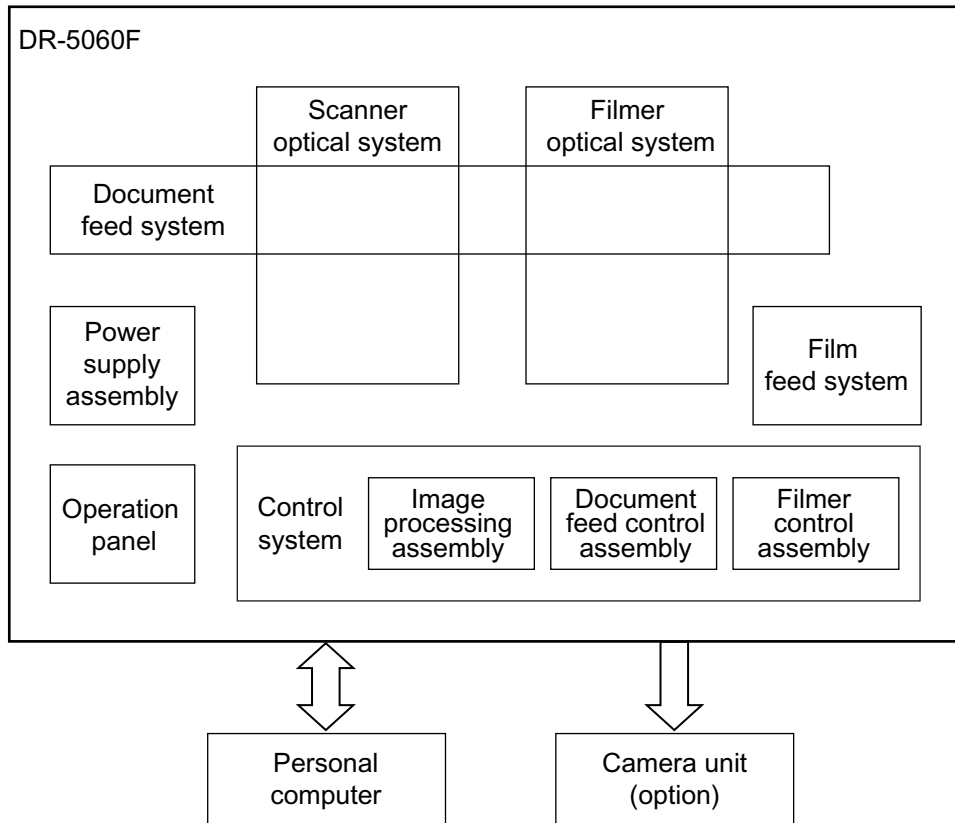 DR-5060F
Scanner
optical system
Filmer
optical system
Document
feed system
Power
supply
assembly
Film
feed system
Operation
panel
Control
system
Image
processing
assembly
Document
feed control
assembly
Filmer
control
assembly
Personal
computer
Camera unit
(option)